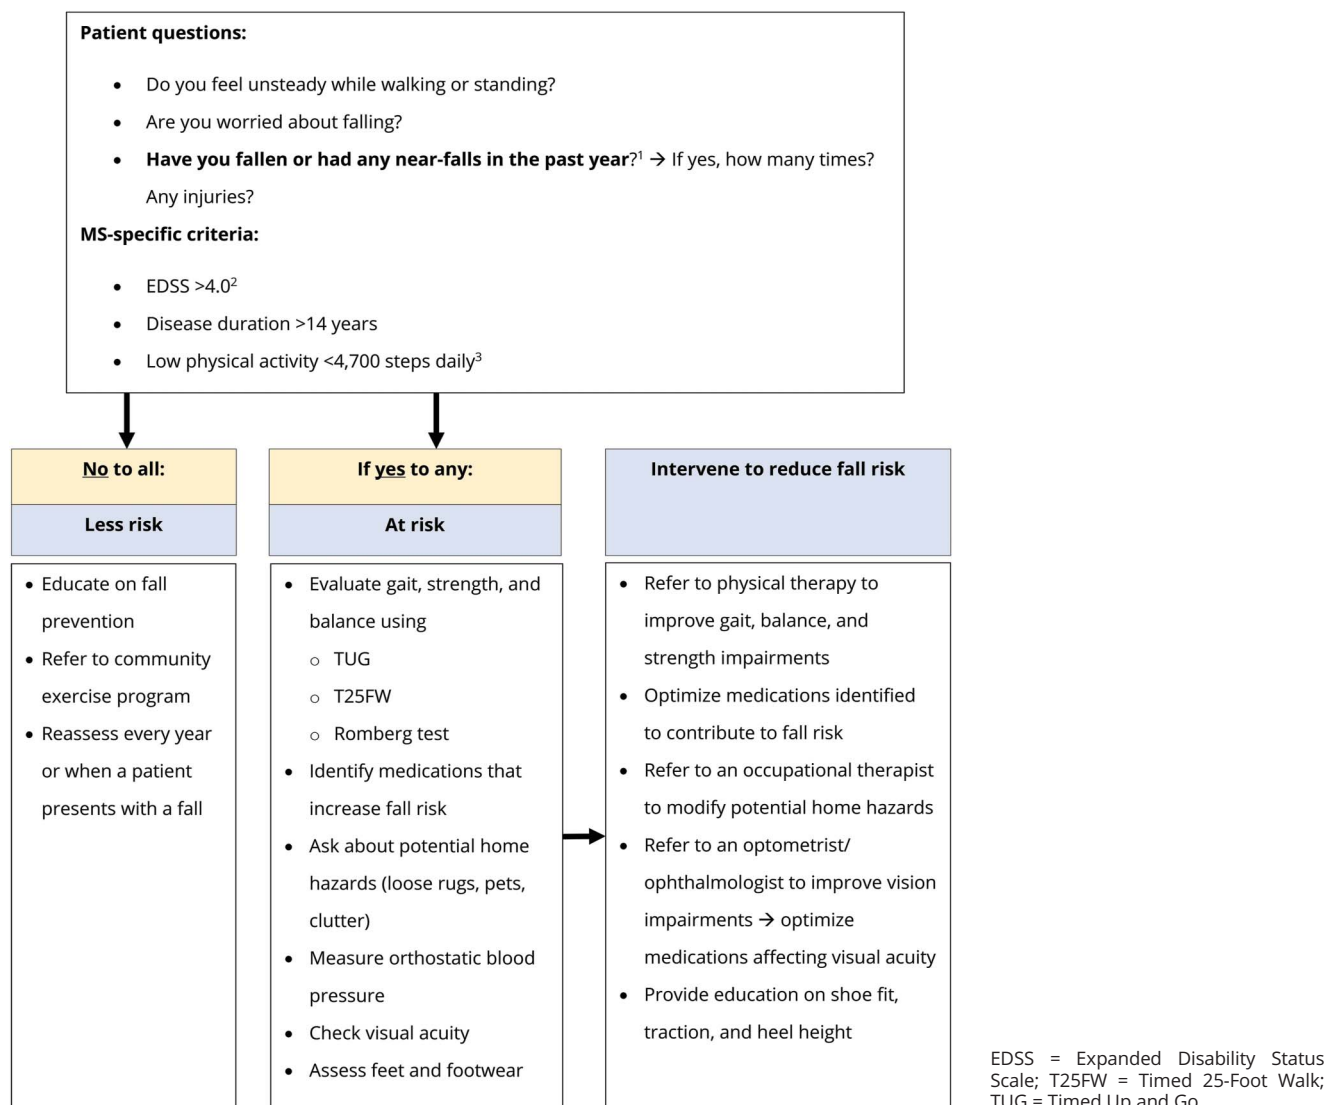 Patient questions:
• Do you feel unsteady while walking or standing?
• Are you worried about falling?
• Have you fallen or had any near-falls in the past year?¹ → If yes, how many times?
Any injuries?
MS-specific criteria:
• EDSS >4.0²
• Disease duration >14 years
• Low physical activity <4,700 steps daily³
No to all:
Less risk
• Educate on fall
prevention
• Refer to community
exercise program
• Reassess every year
or when a patient
presents with a fall
If yes to any:
At risk
• Evaluate gait, strength, and
balance using
○ TUG
○ T25FW
○ Romberg test
• Identify medications that
increase fall risk
• Ask about potential home
hazards (loose rugs, pets,
clutter)
• Measure orthostatic blood
pressure
• Check visual acuity
• Assess feet and footwear
Intervene to reduce fall risk
• Refer to physical therapy to
improve gait, balance, and
strength impairments
• Optimize medications identified
to contribute to fall risk
• Refer to an occupational therapist
to modify potential home hazards
• Refer to an optometrist/
ophthalmologist to improve vision
impairments → optimize
medications affecting visual acuity
• Provide education on shoe fit,
traction, and heel height
EDSS = Expanded Disability Status
Scale; T25FW = Timed 25-Foot Walk;
TUG = Timed Up and Go